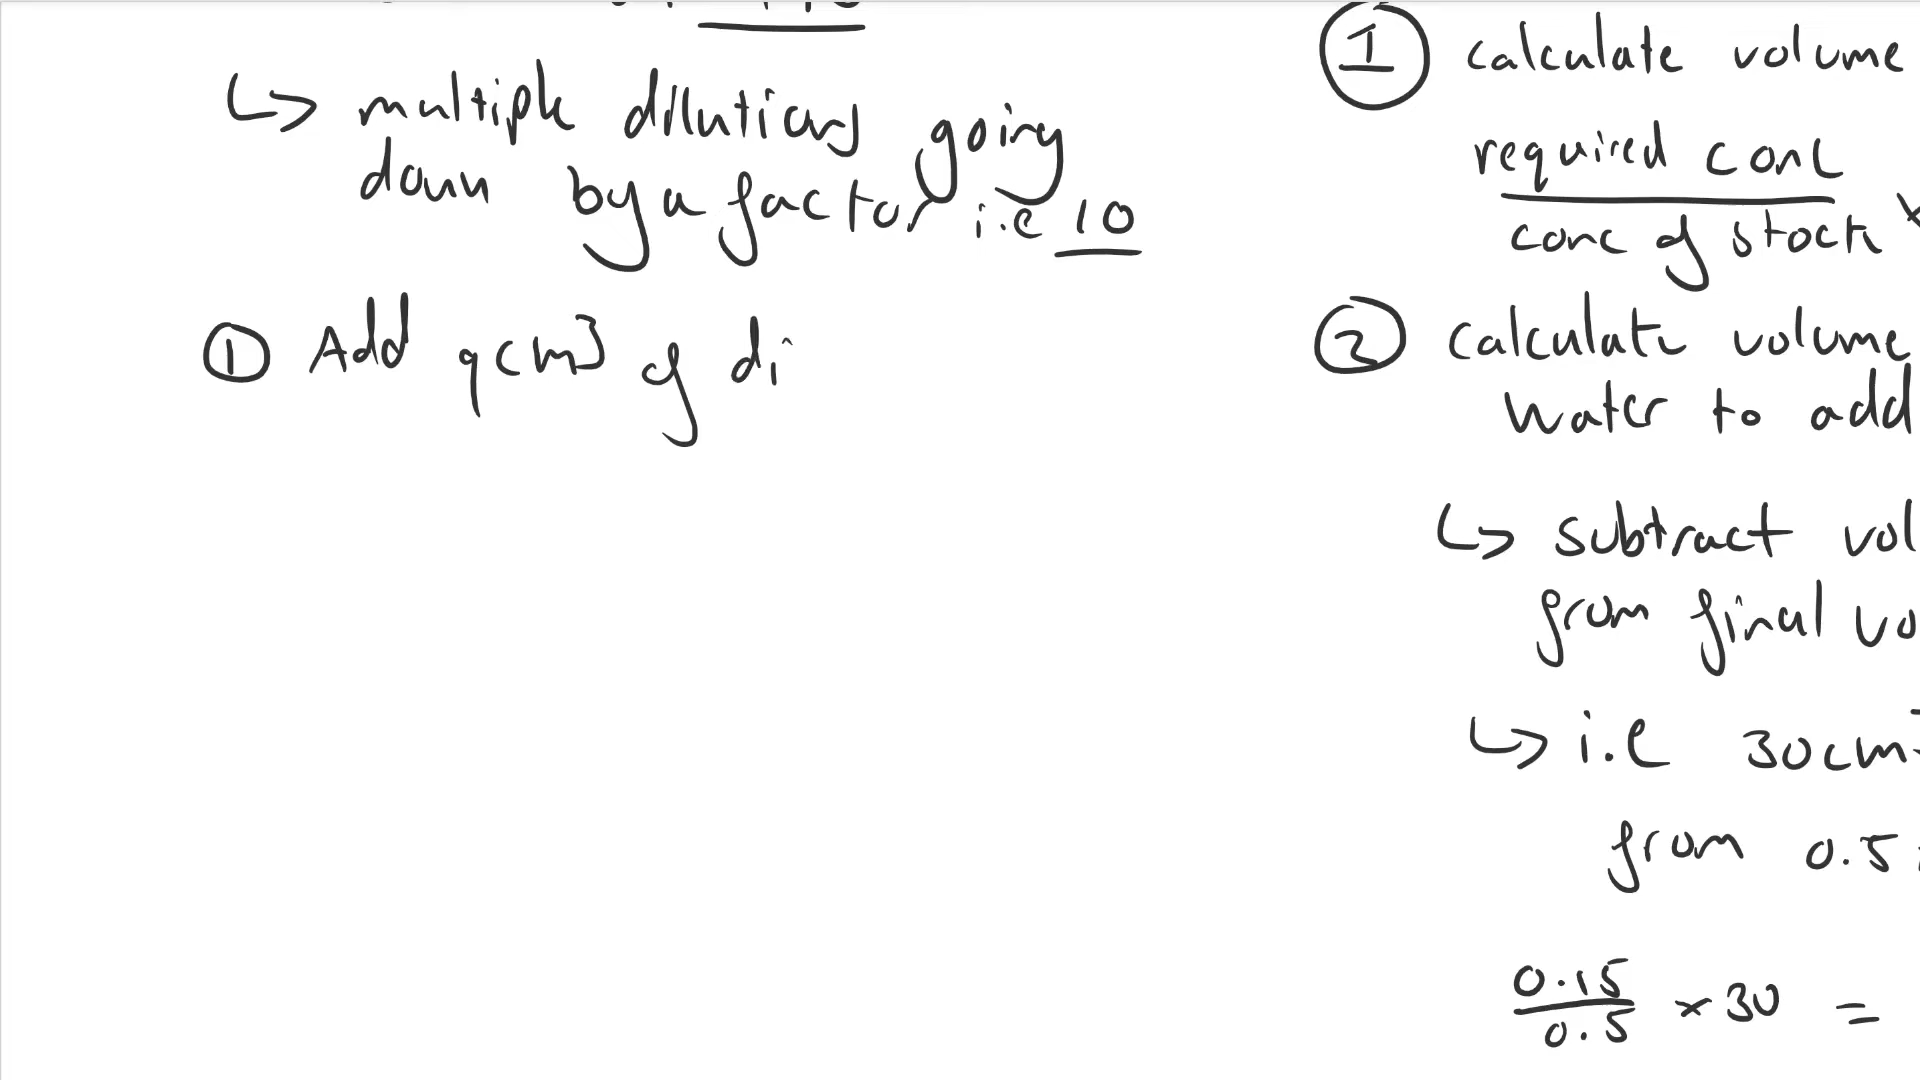 ↳ multiple dilutions going
down by a factor i.e 10
① Add 9cm3 of di
① calculate volume
required conc
conc of stock
② calculate volume
water to add
↳ subtract vol
from final vo
↳ i.e 30cm
from 0.5
0.15
0.5 × 30 =